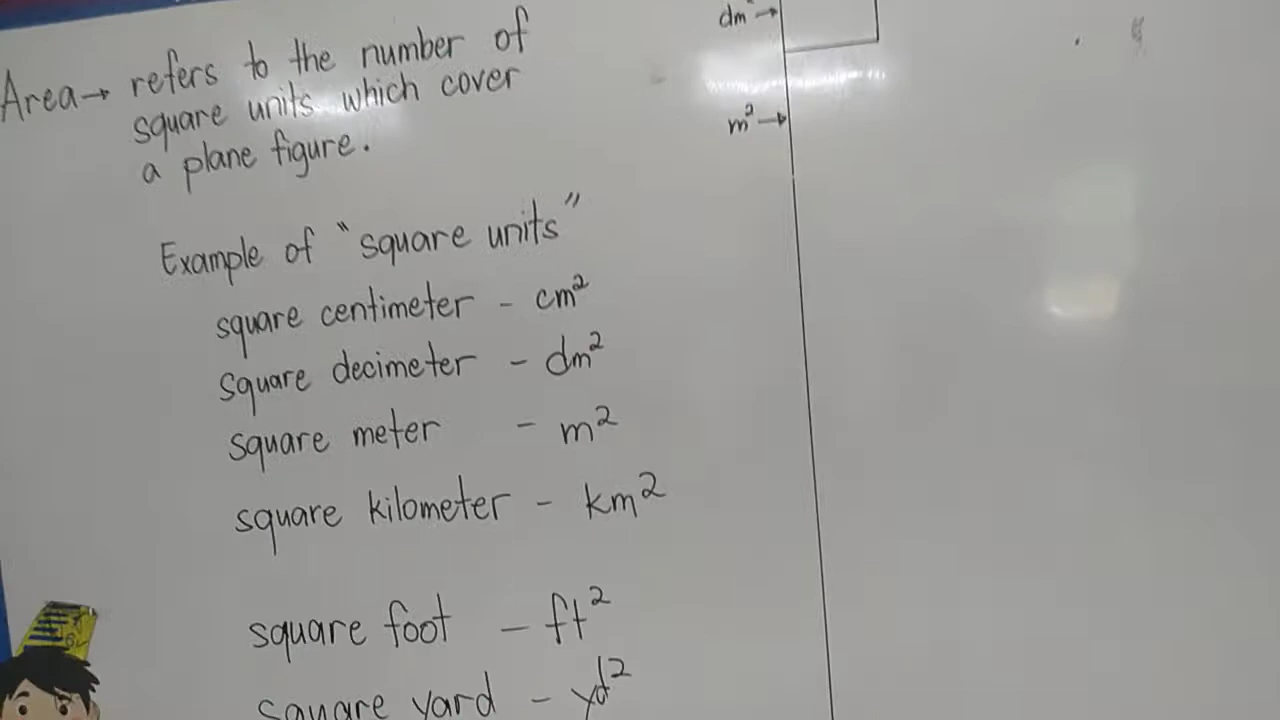 Area → refers to the number of
square units which cover
a plane figure.
Example of "square units"
square centimeter - cm²
square decimeter - dm²
square meter - m²
square kilometer - km²
square foot - ft²
square yard - yd²
dm →
m² →